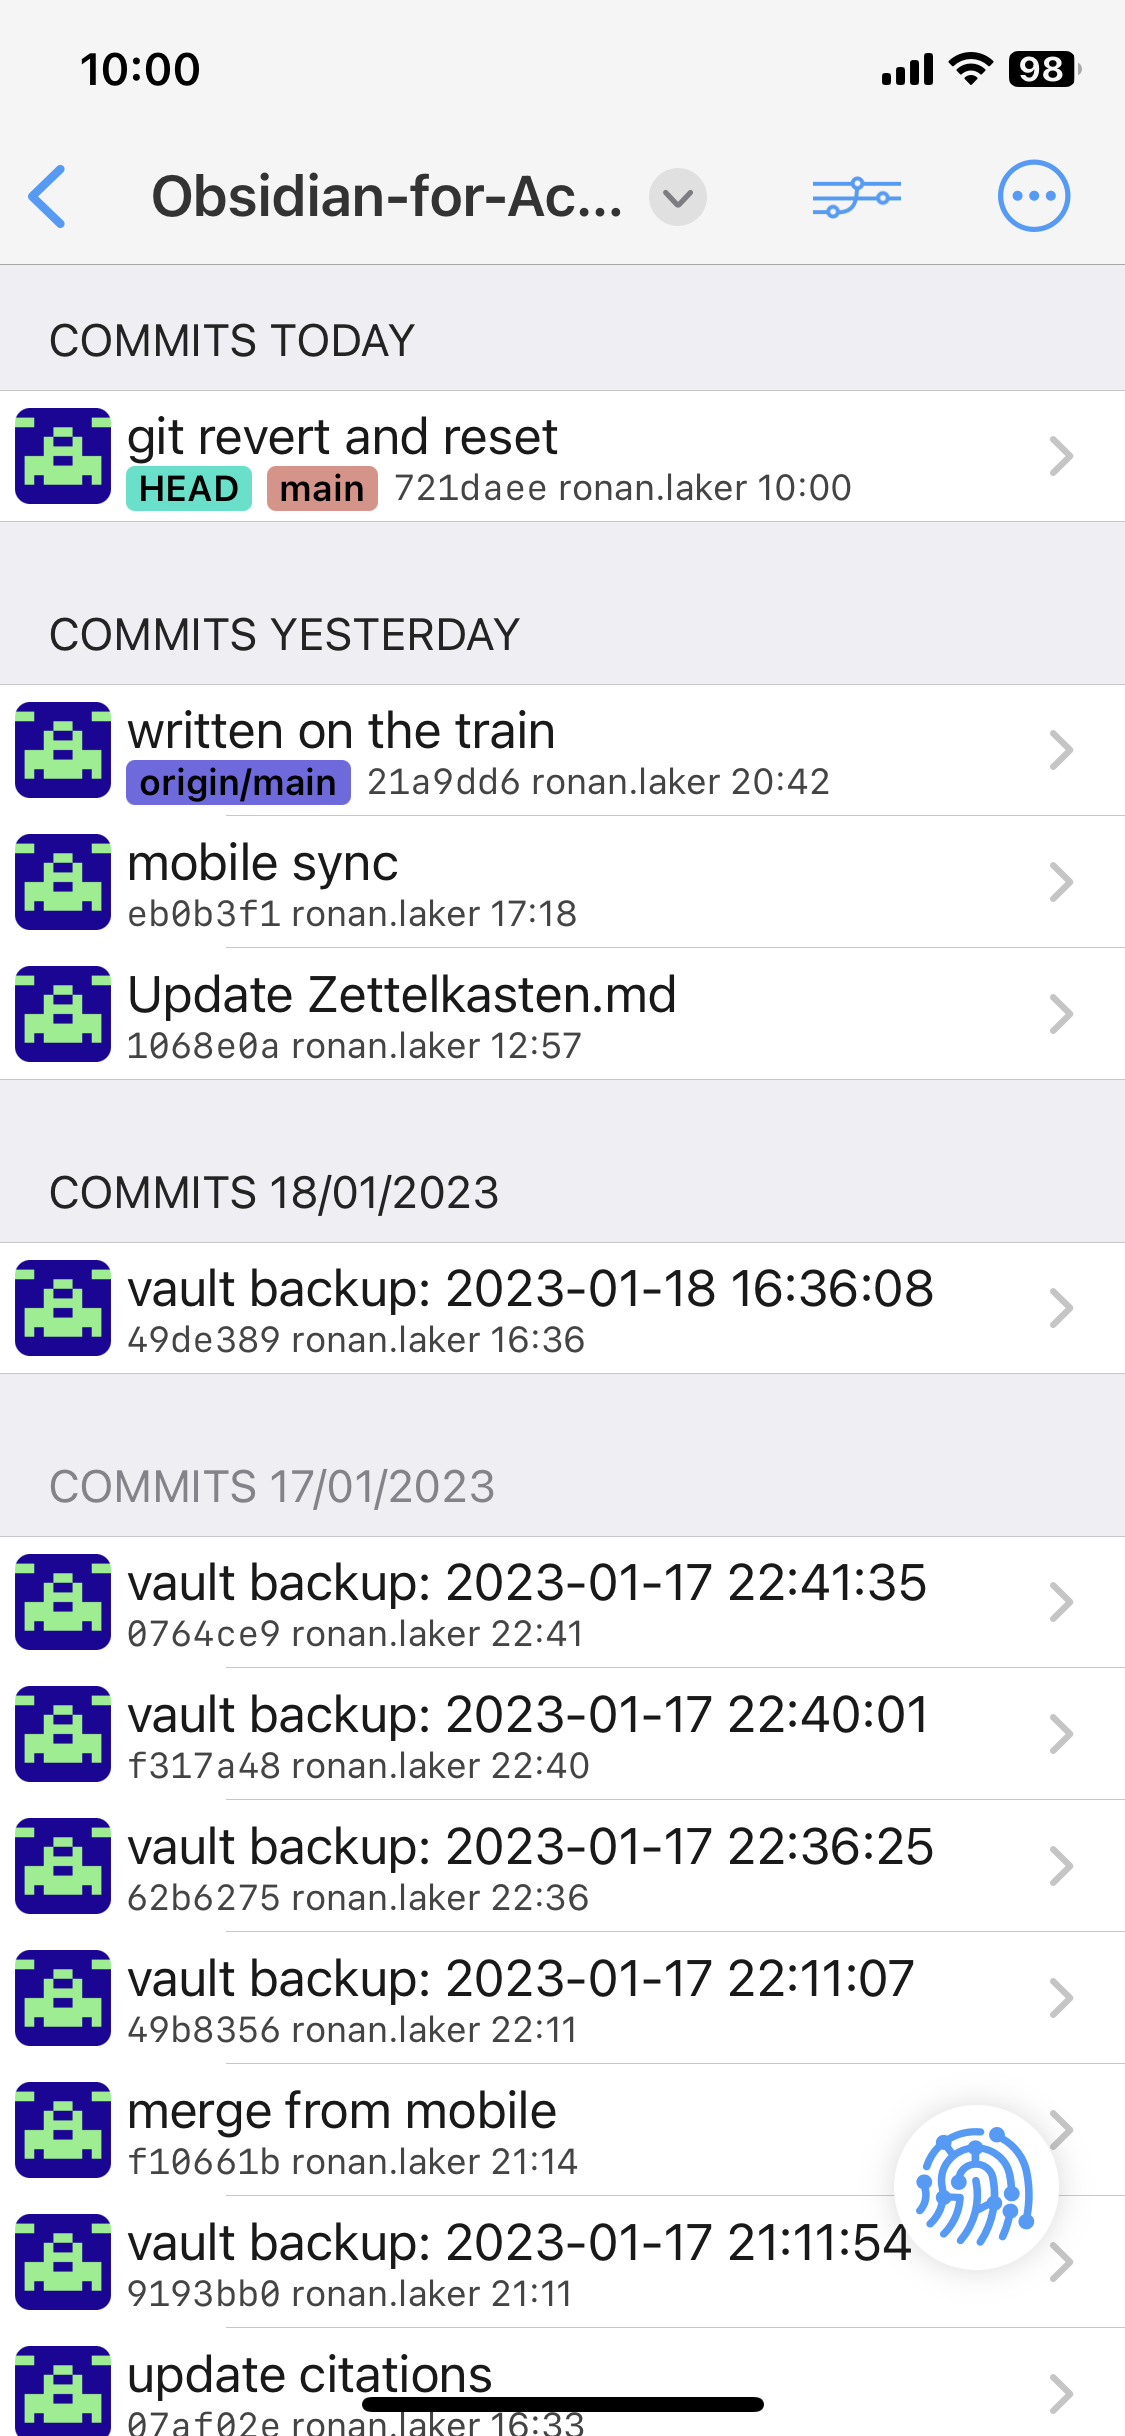 10:00
98
Obsidian-for-Ac...
COMMITS TODAY
git revert and reset
HEAD main 721daee ronan.laker 10:00
COMMITS YESTERDAY
written on the train
origin/main 21a9dd6 ronan.laker 20:42
mobile sync
eb0b3f1 ronan.laker 17:18
Update Zettelkasten.md
1068e0a ronan.laker 12:57
COMMITS 18/01/2023
vault backup: 2023-01-18 16:36:08
49de389 ronan.laker 16:36
COMMITS 17/01/2023
vault backup: 2023-01-17 22:41:35
0764ce9 ronan.laker 22:41
vault backup: 2023-01-17 22:40:01
f317a48 ronan.laker 22:40
vault backup: 2023-01-17 22:36:25
62b6275 ronan.laker 22:36
vault backup: 2023-01-17 22:11:07
49b8356 ronan.laker 22:11
merge from mobile
f10661b ronan.laker 21:14
vault backup: 2023-01-17 21:11:54
9193bb0 ronan.laker 21:11
update citations
07af02e ronan.laker 16:33